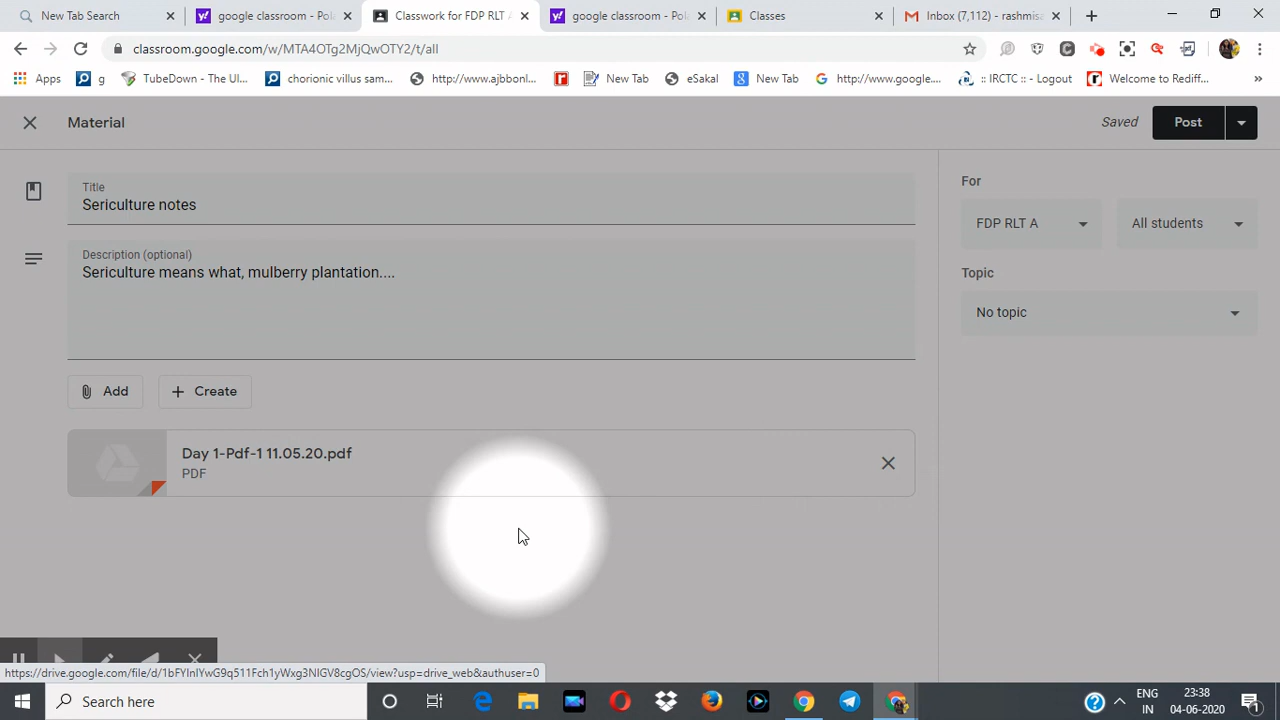 New Tab Search
google classroom - Pola
Classwork for FDP RLT A
google classroom - Pola
Classes
Inbox (7,112) - rashmisa
classroom.google.com/w/MTA4OTg2MjQwOTY2/t/all
Apps
g
TubeDown - The Ul...
chorionic villus sam...
http://www.ajbbonl...
New Tab
eSakal
New Tab
http://www.google....
:: IRCTC :: - Logout
Welcome to Rediff...
Material
Saved
Post
Title
Sericulture notes
For
FDP RLT A
All students
Description (optional)
Sericulture means what, mulberry plantation....
Topic
No topic
Add
Create
Day 1-Pdf-1 11.05.20.pdf
PDF
https://drive.google.com/file/d/1bFYInIYwG9q511Fch1yWxg3NIGV8cgOS/view?usp=drive_web&authuser=0
Search here
ENG
IN
23:38
04-06-2020